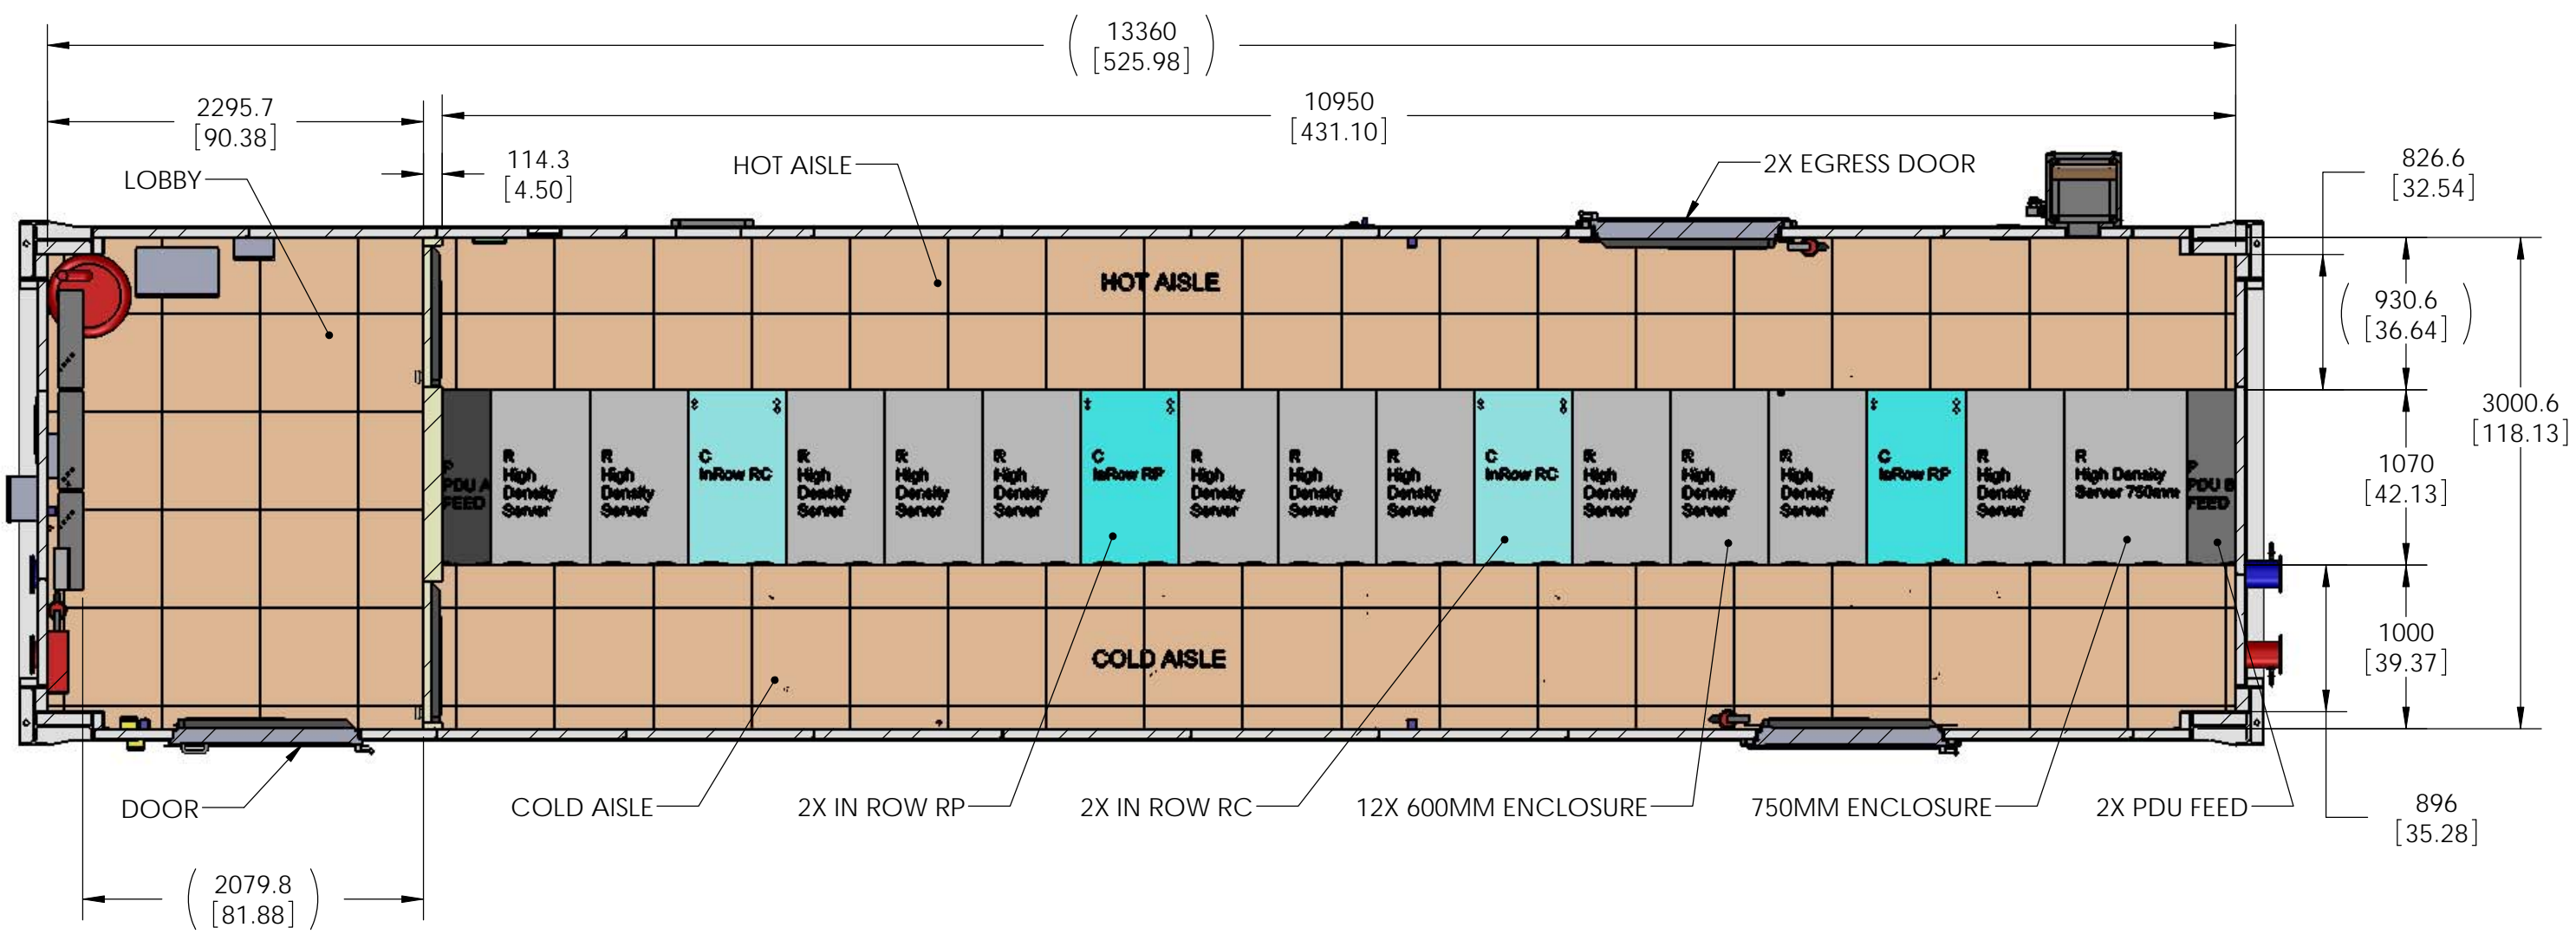 13360
[525.98]
2295.7
[90.38]
10950
[431.10]
114.3
[4.50]
LOBBY
HOT AISLE
2X EGRESS DOOR
826.6
[32.54]
HOT AISLE
930.6
[36.64]
3000.6
[118.13]
1070
[42.13]
1000
[39.37]
P
PDU A
FEED
R
High
Density
Server
R
High
Density
Server
C
InRow RC
R
High
Density
Server
R
High
Density
Server
R
High
Density
Server
C
InRow RP
R
High
Density
Server
R
High
Density
Server
R
High
Density
Server
C
InRow RC
R
High
Density
Server
R
High
Density
Server
R
High
Density
Server
C
InRow RP
R
High
Density
Server
R
High Density
Server 750mm
P
PDU B
FEED
COLD AISLE
DOOR
COLD AISLE
2X IN ROW RP
2X IN ROW RC
12X 600MM ENCLOSURE
750MM ENCLOSURE
2X PDU FEED
896
[35.28]
2079.8
[81.88]